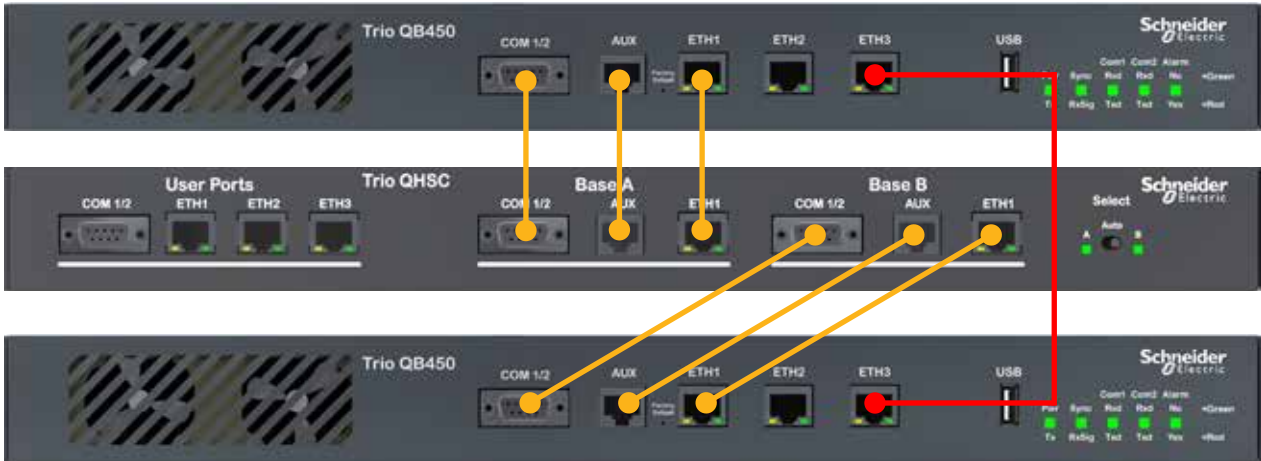 Trio QB450
Schneider
Electric
COM 1/2 AUX ETH1 ETH2 ETH3 USB
Factory
Default
Com1 Com2 Alarm
Sync Rxd Rxd No =Green
Tx RxSig Txd Txd Yes =Red
User Ports Trio QHSC Base A Base B Schneider
Electric
COM 1/2 ETH1 ETH2 ETH3 COM 1/2 AUX ETH1 COM 1/2 AUX ETH1 Select
Auto
A B
Trio QB450
Schneider
Electric
COM 1/2 AUX ETH1 ETH2 ETH3 USB
Factory
Default
Com1 Com2 Alarm
Pwr Sync Rxd Rxd No =Green
Tx RxSig Txd Txd Yes =Red